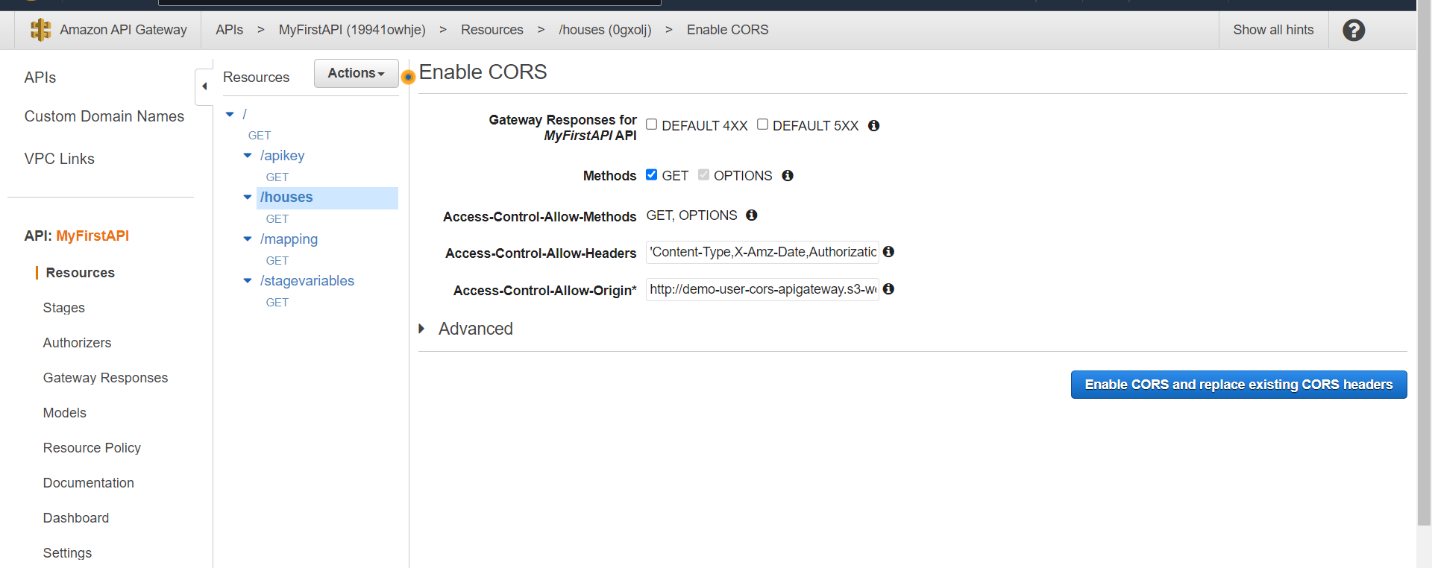 Amazon API Gateway APIs > MyFirstAPI (19941owhje) > Resources > /houses (0gxolj) > Enable CORS Show all hints ?
APIs
Custom Domain Names
VPC Links
API: MyFirstAPI
Resources
Stages
Authorizers
Gateway Responses
Models
Resource Policy
Documentation
Dashboard
Settings
Resources Actions
/
GET
/apikey
GET
/houses
GET
/mapping
GET
/stagevariables
GET
Enable CORS
Gateway Responses for
MyFirstAPI API
DEFAULT 4XX DEFAULT 5XX
Methods GET OPTIONS
Access-Control-Allow-Methods GET, OPTIONS
Access-Control-Allow-Headers 'Content-Type,X-Amz-Date,Authorizatio
Access-Control-Allow-Origin* http://demo-user-cors-apigateway.s3-we
Advanced
Enable CORS and replace existing CORS headers